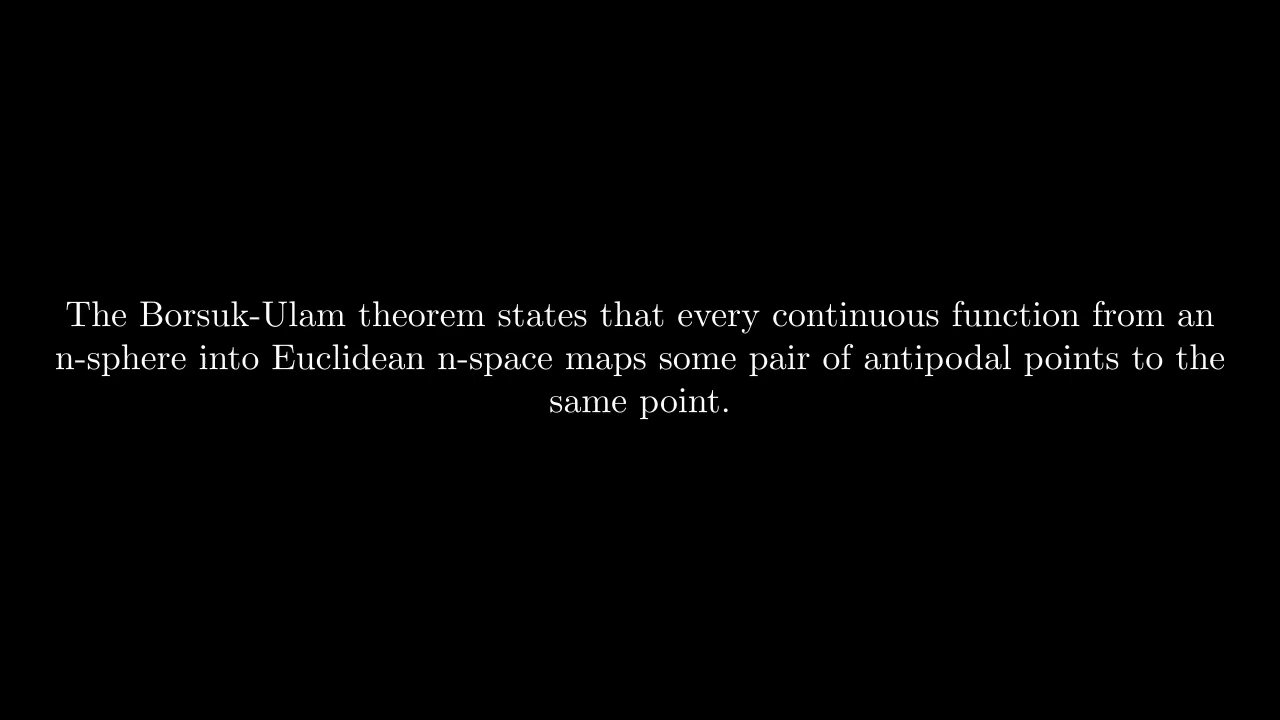 The Borsuk-Ulam theorem states that every continuous function from an
n-sphere into Euclidean n-space maps some pair of antipodal points to the
same point.